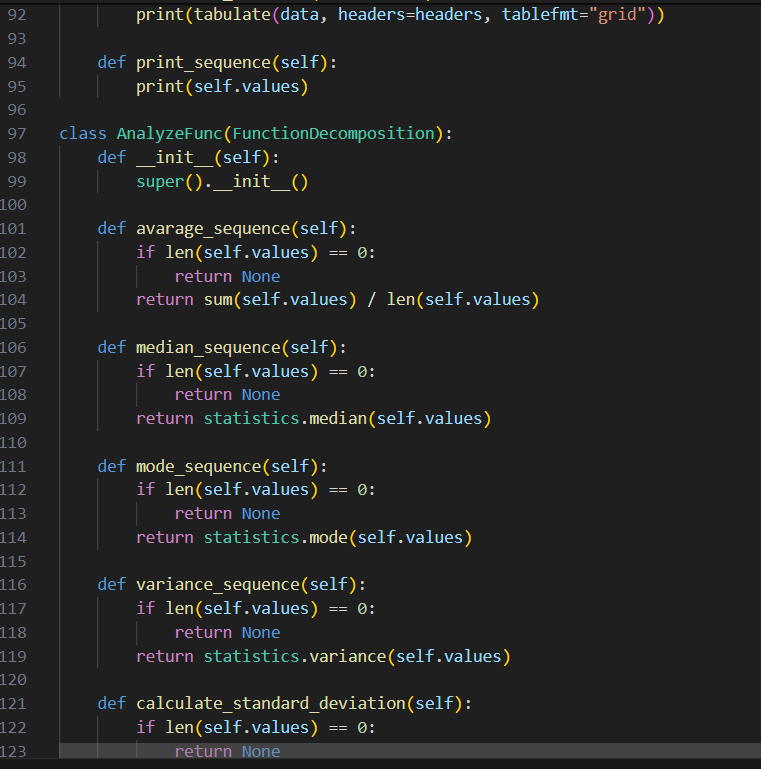 92 print(tabulate(data, headers=headers, tablefmt="grid"))
93
94 def print_sequence(self):
95 print(self.values)
96
97 class AnalyzeFunc(FunctionDecomposition):
98 def __init__(self):
99 super().__init__()
100
101 def avarage_sequence(self):
102 if len(self.values) == 0:
103 return None
104 return sum(self.values) / len(self.values)
105
106 def median_sequence(self):
107 if len(self.values) == 0:
108 return None
109 return statistics.median(self.values)
110
111 def mode_sequence(self):
112 if len(self.values) == 0:
113 return None
114 return statistics.mode(self.values)
115
116 def variance_sequence(self):
117 if len(self.values) == 0:
118 return None
119 return statistics.variance(self.values)
120
121 def calculate_standard_deviation(self):
122 if len(self.values) == 0:
123 return None